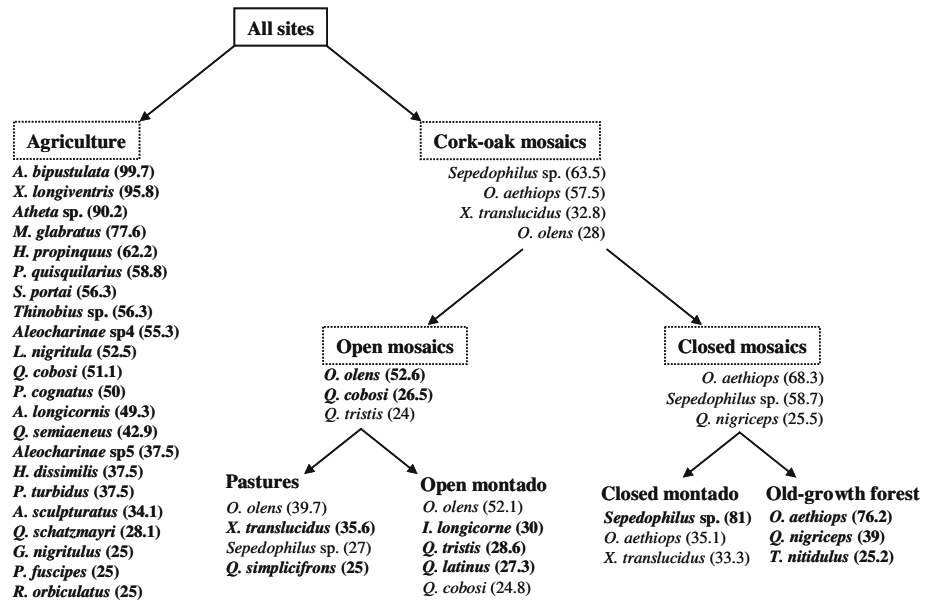 All sites
Agriculture
A. bipustulata (99.7)
X. longiventris (95.8)
Atheta sp. (90.2)
M. glabratus (77.6)
H. propinquus (62.2)
P. quisquilarius (58.8)
S. portai (56.3)
Thinobius sp. (56.3)
Aleocharinae sp4 (55.3)
L. nigritula (52.5)
Q. cobosi (51.1)
P. cognatus (50)
A. longicornis (49.3)
Q. semiaeneus (42.9)
Aleocharinae sp5 (37.5)
H. dissimilis (37.5)
P. turbidus (37.5)
A. sculpturatus (34.1)
Q. schatzmayri (28.1)
G. nigritulus (25)
P. fuscipes (25)
R. orbiculatus (25)
Cork-oak mosaics
Sepedophilus sp. (63.5)
O. aethiops (57.5)
X. translucidus (32.8)
O. olens (28)
Open mosaics
O. olens (52.6)
Q. cobosi (26.5)
Q. tristis (24)
Closed mosaics
O. aethiops (68.3)
Sepedophilus sp. (58.7)
Q. nigriceps (25.5)
Pastures
O. olens (39.7)
X. translucidus (35.6)
Sepedophilus sp. (27)
Q. simplicifrons (25)
Open montado
O. olens (52.1)
I. longicorne (30)
Q. tristis (28.6)
Q. latinus (27.3)
Q. cobosi (24.8)
Closed montado
Sepedophilus sp. (81)
O. aethiops (35.1)
X. translucidus (33.3)
Old-growth forest
O. aethiops (76.2)
Q. nigriceps (39)
T. nitidulus (25.2)